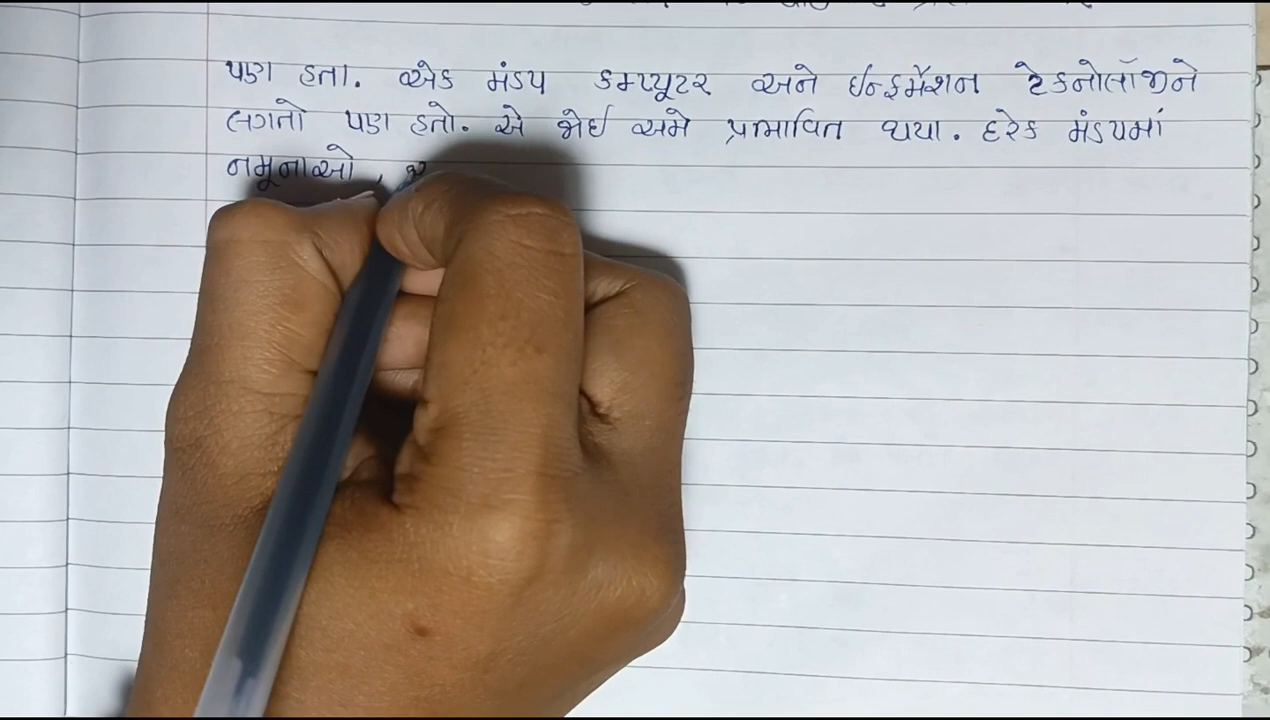 પણ હતા. એક મંડપ કમ્પ્યૂટર અને ઈન્ફર્મેશન ટેકનોલૉજીને
લગતો પણ હતો. એ જોઈ અમે પ્રભાવિત થયા. દરેક મંડપમાં
નમૂનાઓ,